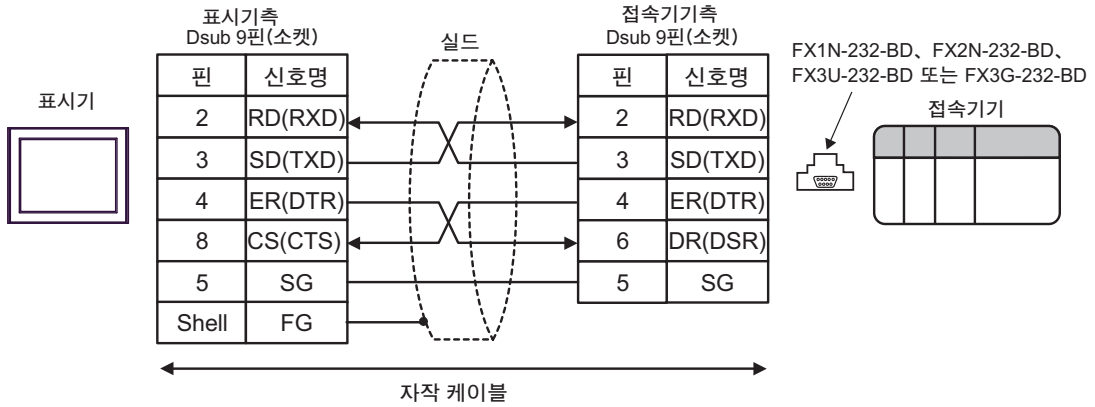 표시기측
Dsub 9핀(소켓)
실드
접속기기측
Dsub 9핀(소켓)
FX1N-232-BD、FX2N-232-BD、
FX3U-232-BD 또는 FX3G-232-BD
표시기
접속기기
핀 신호명
핀 신호명
2 RD(RXD)
2 RD(RXD)
3 SD(TXD)
3 SD(TXD)
4 ER(DTR)
4 ER(DTR)
8 CS(CTS)
6 DR(DSR)
5 SG
5 SG
Shell FG
자작 케이블